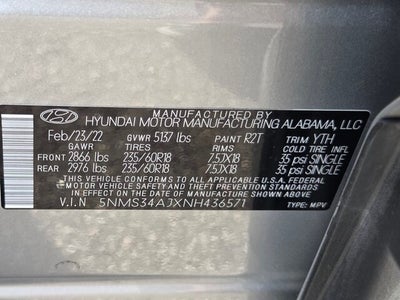 MANUFACTURED BY
HYUNDAI MOTOR MANUFACTURING ALABAMA, LLC
Feb/23/22 GVWR 5137 lbs PAINT R2T TRIM YTH
GAWR TIRES RIMS COLD TIRE INFL
FRONT 2866 lbs 235/60R18 7.5JX18 35 psi SINGLE
REAR 2976 lbs 235/60R18 7.5JX18 35 psi SINGLE
THIS VEHICLE CONFORMS TO ALL APPLICABLE U.S.A. FEDERAL
MOTOR VEHICLE SAFETY AND THEFT PREVENTION STANDARDS
IN EFFECT ON THE DATE OF MANUFACTURE SHOWN ABOVE
V.I.N 5NMS34AJXNH436571 TYPE: MPV